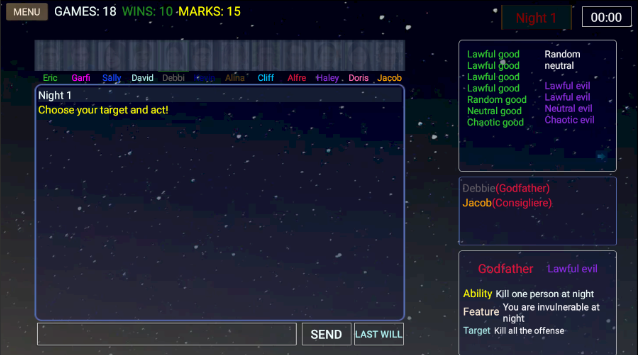 MENU GAMES: 18 WINS: 10 MARKS: 15 Night 1 00:00
Eric Garfi Sally David Debbi Alina Cliff Alfre Haley Doris Jacob
Night 1
Choose your target and act!
SEND LAST WILL
Lawful good
Lawful good
Lawful good
Lawful good
Random good
Neutral good
Chaotic good
Random
neutral
Lawful evil
Lawful evil
Neutral evil
Chaotic evil
Debbie(Godfather)
Jacob(Consigliere)
Godfather Lawful evil
Ability Kill one person at night
Feature You are invulnerable at
night
Target Kill all the offense